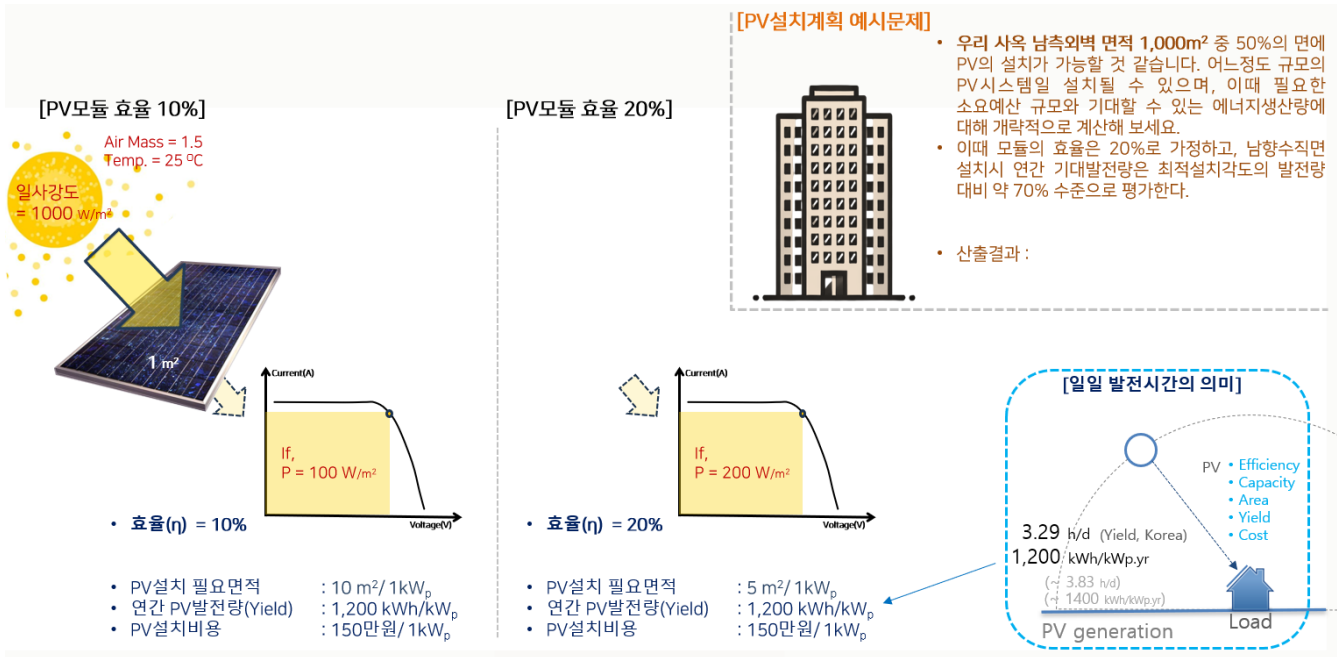 [PV설치계획 예시문제]
• 우리 사옥 남측외벽 면적 1,000m² 중 50%의 면에
PV의 설치가 가능할 것 같습니다. 어느정도 규모의
PV시스템일 설치될 수 있으며, 이때 필요한
소요예산 규모와 기대할 수 있는 에너지생산량에
대해 개략적으로 계산해 보세요.
• 이때 모듈의 효율은 20%로 가정하고, 남향수직면
설치시 연간 기대발전량은 최적설치각도의 발전량
대비 약 70% 수준으로 평가한다.
• 산출결과 :
[PV모듈 효율 10%]
Air Mass = 1.5
Temp. = 25 ⁰C
일사강도
= 1000 W/m²
1 m²
Current(A)
If,
P = 100 W/m²
Voltage(V)
• 효율(η) = 10%
• PV설치 필요면적 : 10 m²/ 1kWp
• 연간 PV발전량(Yield) : 1,200 kWh/kWp
• PV설치비용 : 150만원/ 1kWp
[PV모듈 효율 20%]
Current(A)
If,
P = 200 W/m²
Voltage(V)
• 효율(η) = 20%
• PV설치 필요면적 : 5 m²/ 1kWp
• 연간 PV발전량(Yield) : 1,200 kWh/kWp
• PV설치비용 : 150만원/ 1kWp
[일일 발전시간의 의미]
PV • Efficiency
• Capacity
• Area
• Yield
• Cost
3.29 h/d (Yield, Korea)
1,200 kWh/kWp.yr
(~ 3.83 h/d)
(~ 1400 kWh/kWp.yr)
Load
PV generation